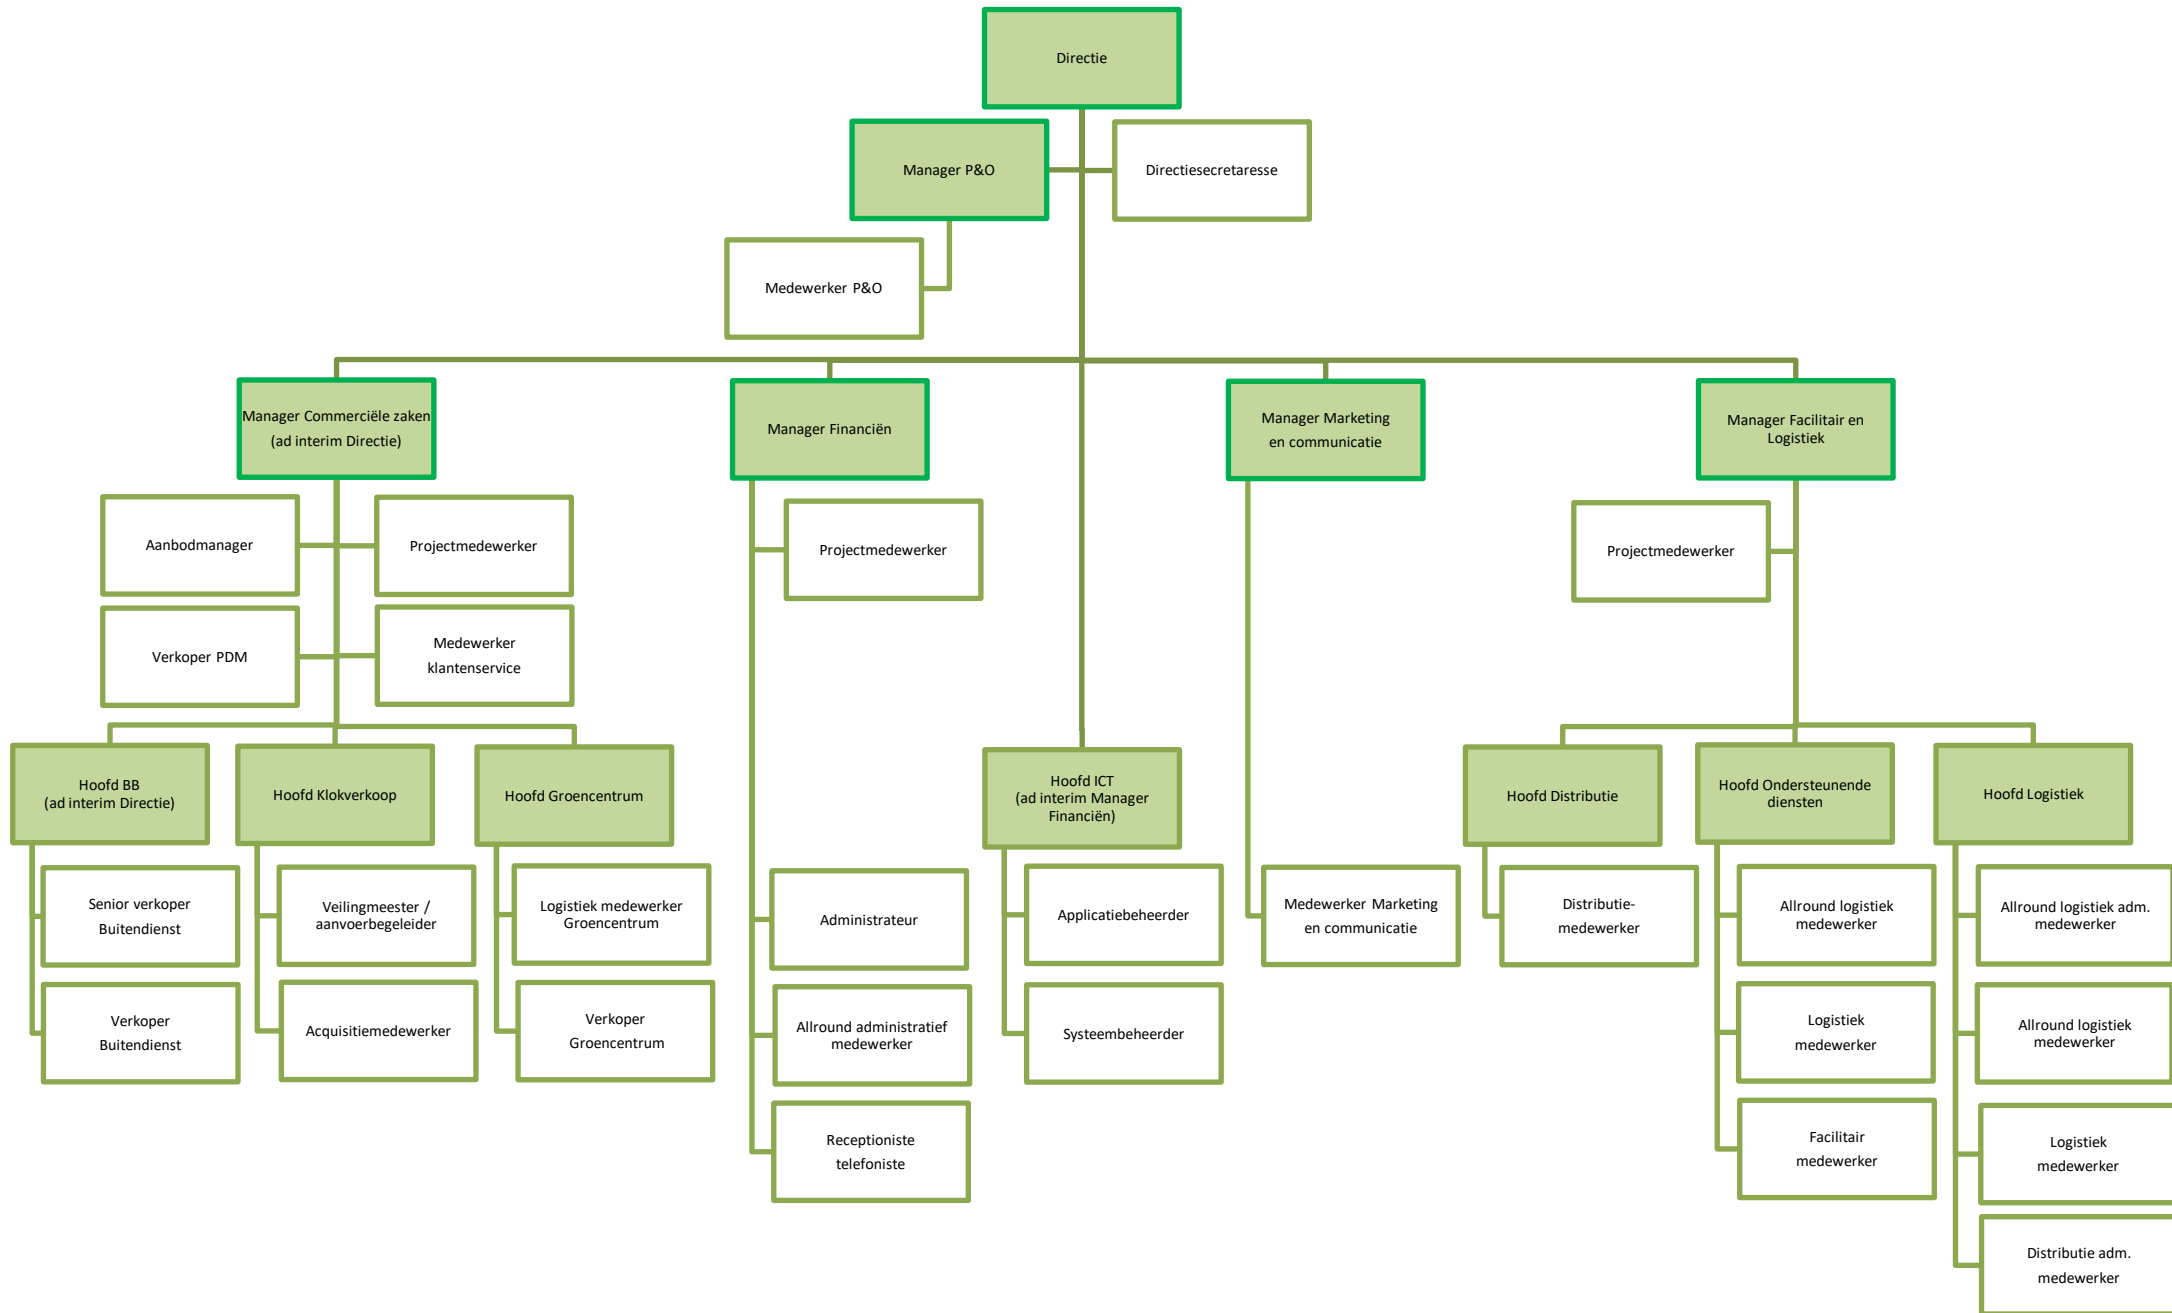 Directie
Manager P&O
Directiesecretaresse
Medewerker P&O
Manager Commerciële zaken
(ad interim Directie)
Manager Financiën
Manager Marketing
en communicatie
Manager Facilitair en
Logistiek
Aanbodmanager
Projectmedewerker
Projectmedewerker
Projectmedewerker
Verkoper PDM
Medewerker
klantenservice
Hoofd BB
(ad interim Directie)
Hoofd Klokverkoop
Hoofd Groencentrum
Hoofd ICT
(ad interim Manager
Financiën)
Hoofd Distributie
Hoofd Ondersteunende
diensten
Hoofd Logistiek
Senior verkoper
Buitendienst
Veilingmeester /
aanvoerbegeleider
Logistiek medewerker
Groencentrum
Administrateur
Applicatiebeheerder
Medewerker Marketing
en communicatie
Distributie-
medewerker
Allround logistiek
medewerker
Allround logistiek adm.
medewerker
Verkoper
Buitendienst
Acquisitiemedewerker
Verkoper
Groencentrum
Allround administratief
medewerker
Systeembeheerder
Logistiek
medewerker
Allround logistiek
medewerker
Receptioniste
telefoniste
Facilitair
medewerker
Logistiek
medewerker
Distributie adm.
medewerker